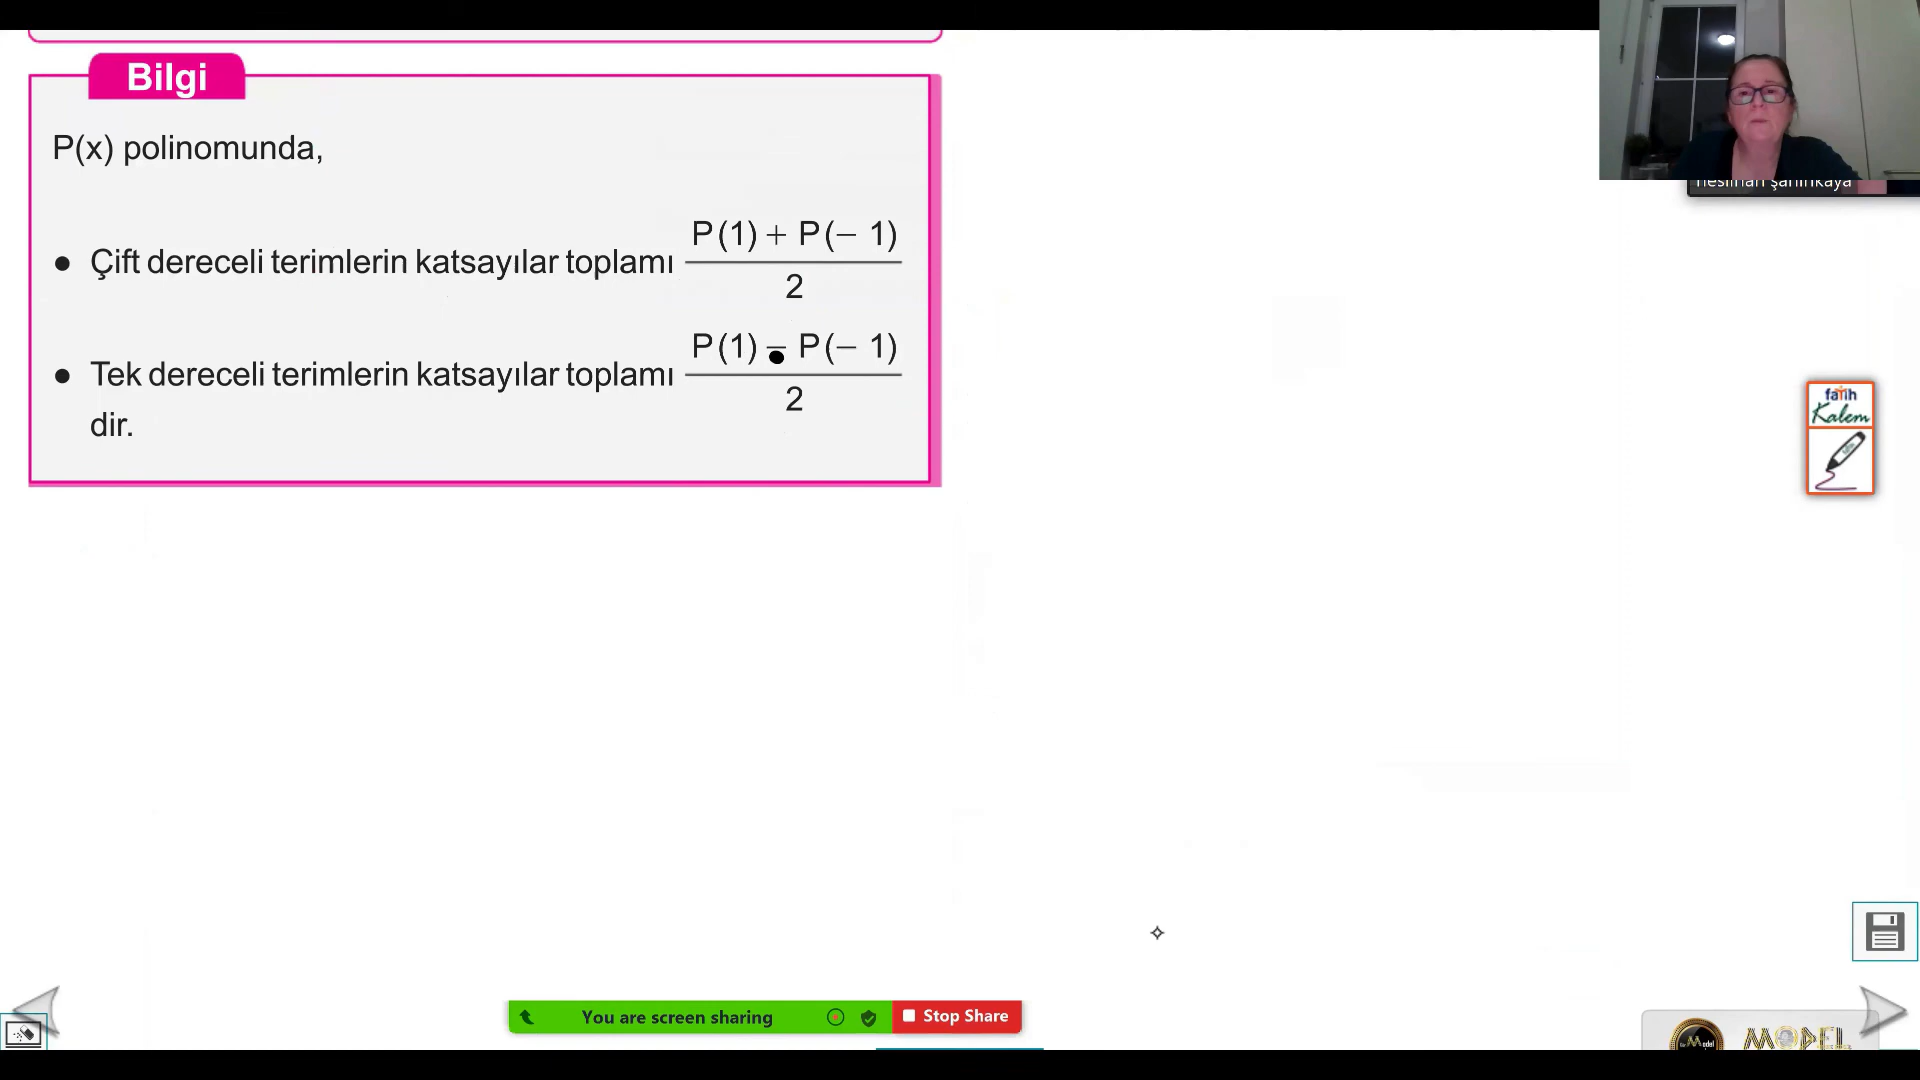 Bilgi
P(x) polinomunda,
● Çift dereceli terimlerin katsayılar toplamı P(1) + P(− 1) / 2
● Tek dereceli terimlerin katsayılar toplamı P(1) − P(− 1) / 2
dir.
fatih
Kalem
You are screen sharing
Stop Share
MODEL